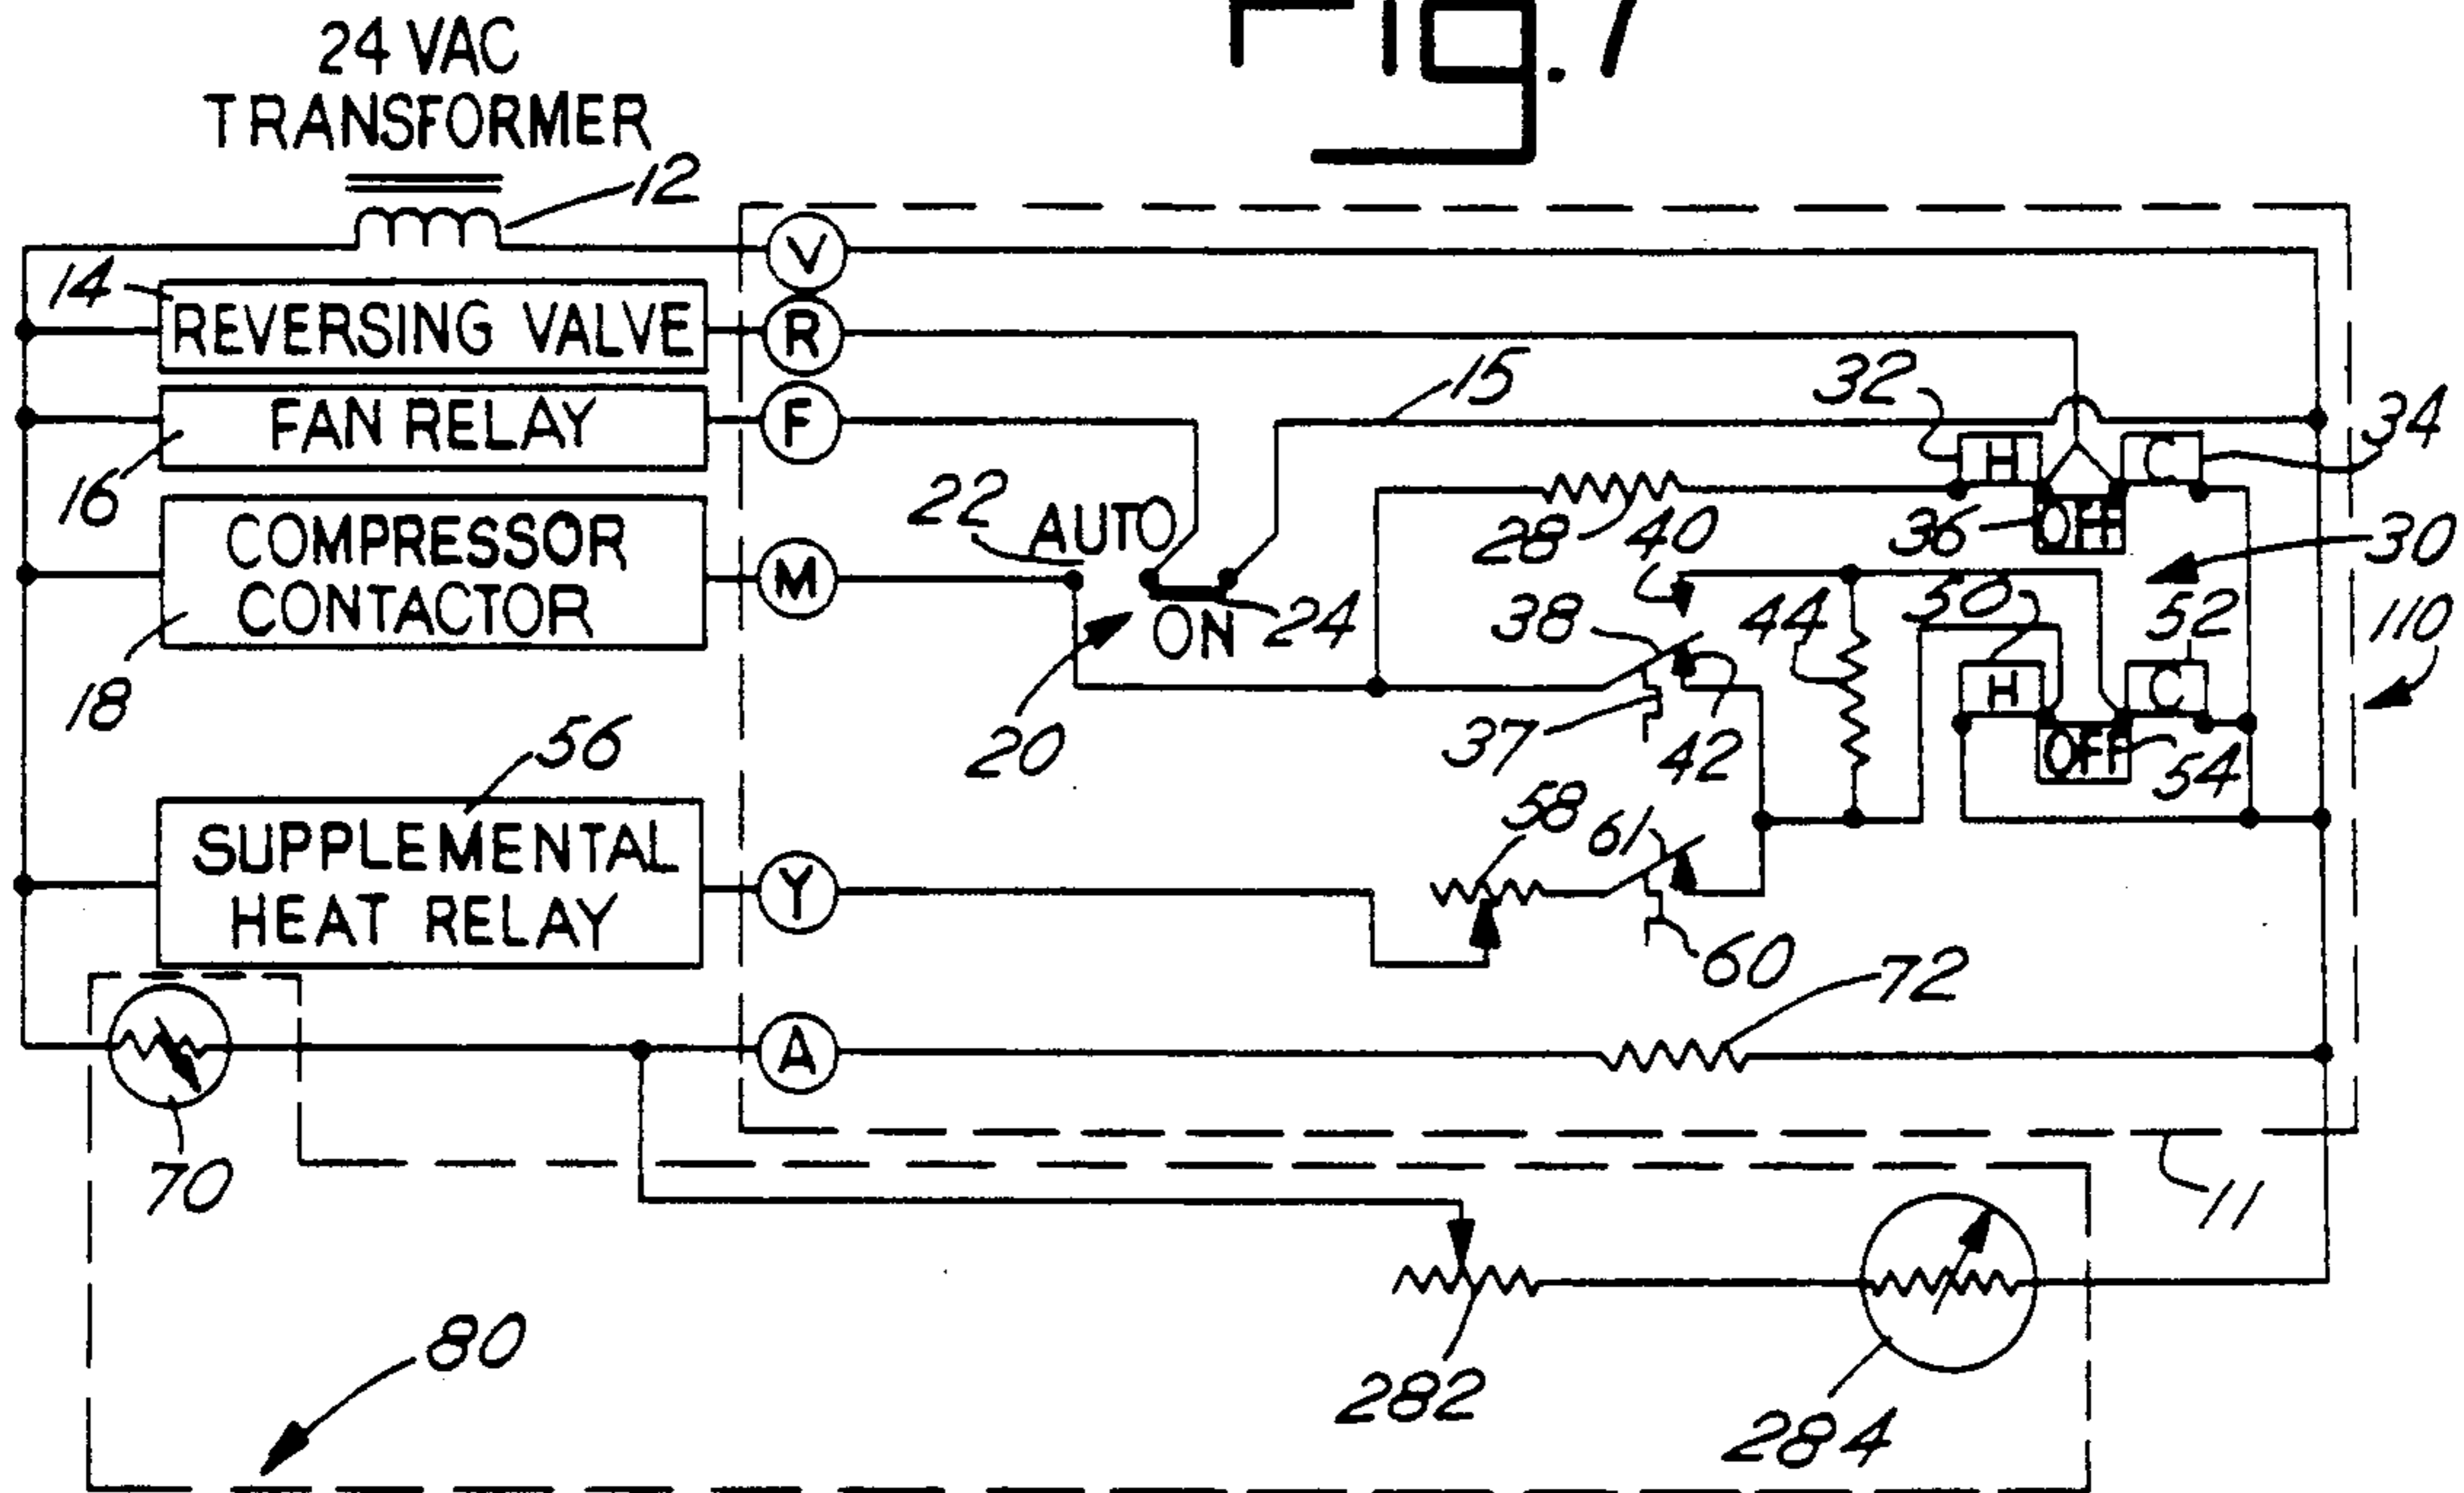 Fig. 7
24 VAC
TRANSFORMER
12
V
14
REVERSING VALVE
R
15
32
34
FAN RELAY
F
H
C
16
22
AUTO
28
40
36
OFF
30
COMPRESSOR
CONTACTOR
M
ON
24
38
44
50
52
110
18
20
37
42
H
C
OFF
54
56
58
61
SUPPLEMENTAL
HEAT RELAY
Y
60
72
A
70
11
80
282
284